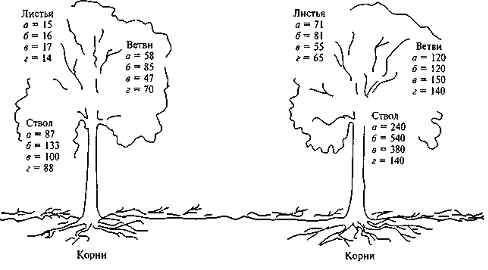 Листья
а = 15
б = 16
в = 17
г = 14
Ветви
а = 58
б = 85
в = 47
г = 70
Ствол
а = 87
б = 133
в = 100
г = 88
Корни
Листья
а = 71
б = 81
в = 55
г = 65
Ветви
а = 120
б = 120
в = 150
г = 140
Ствол
а = 240
б = 540
в = 380
г = 140
Корни